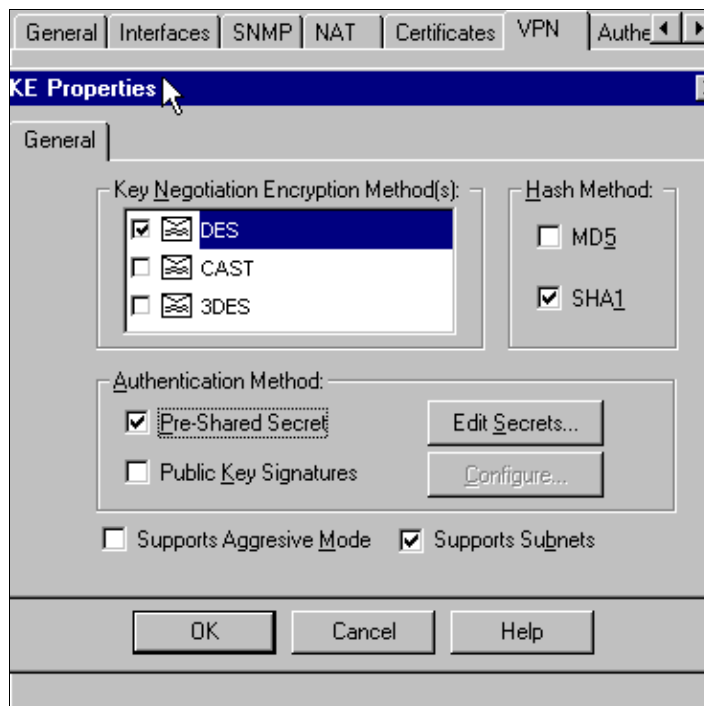 General Interfaces SNMP NAT Certificates VPN Authe
KE Properties
General
Key Negotiation Encryption Method(s):
Hash Method:
DES
CAST
3DES
MD5
SHA1
Authentication Method:
Pre-Shared Secret
Edit Secrets...
Public Key Signatures
Configure...
Supports Aggresive Mode
Supports Subnets
OK
Cancel
Help